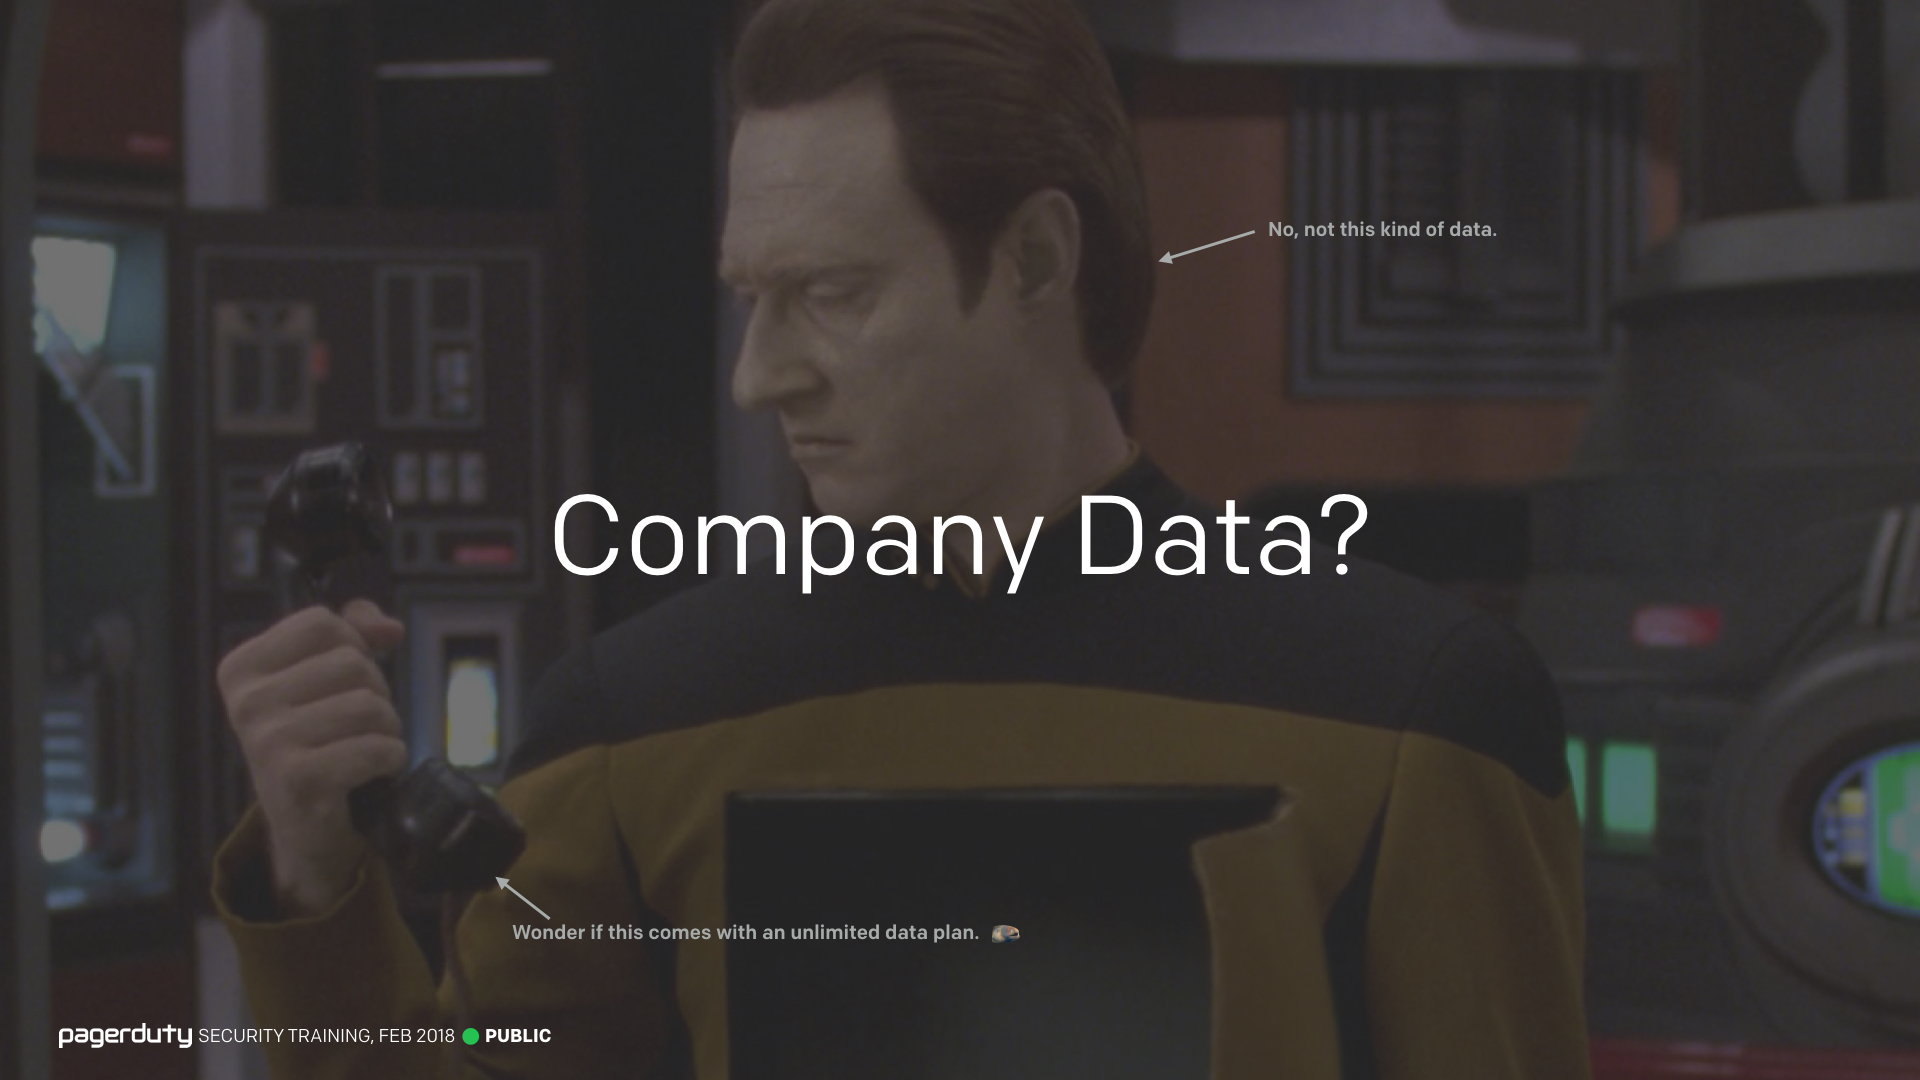 No, not this kind of data.
Company Data?
Wonder if this comes with an unlimited data plan.
pagerduty SECURITY TRAINING, FEB 2018 PUBLIC